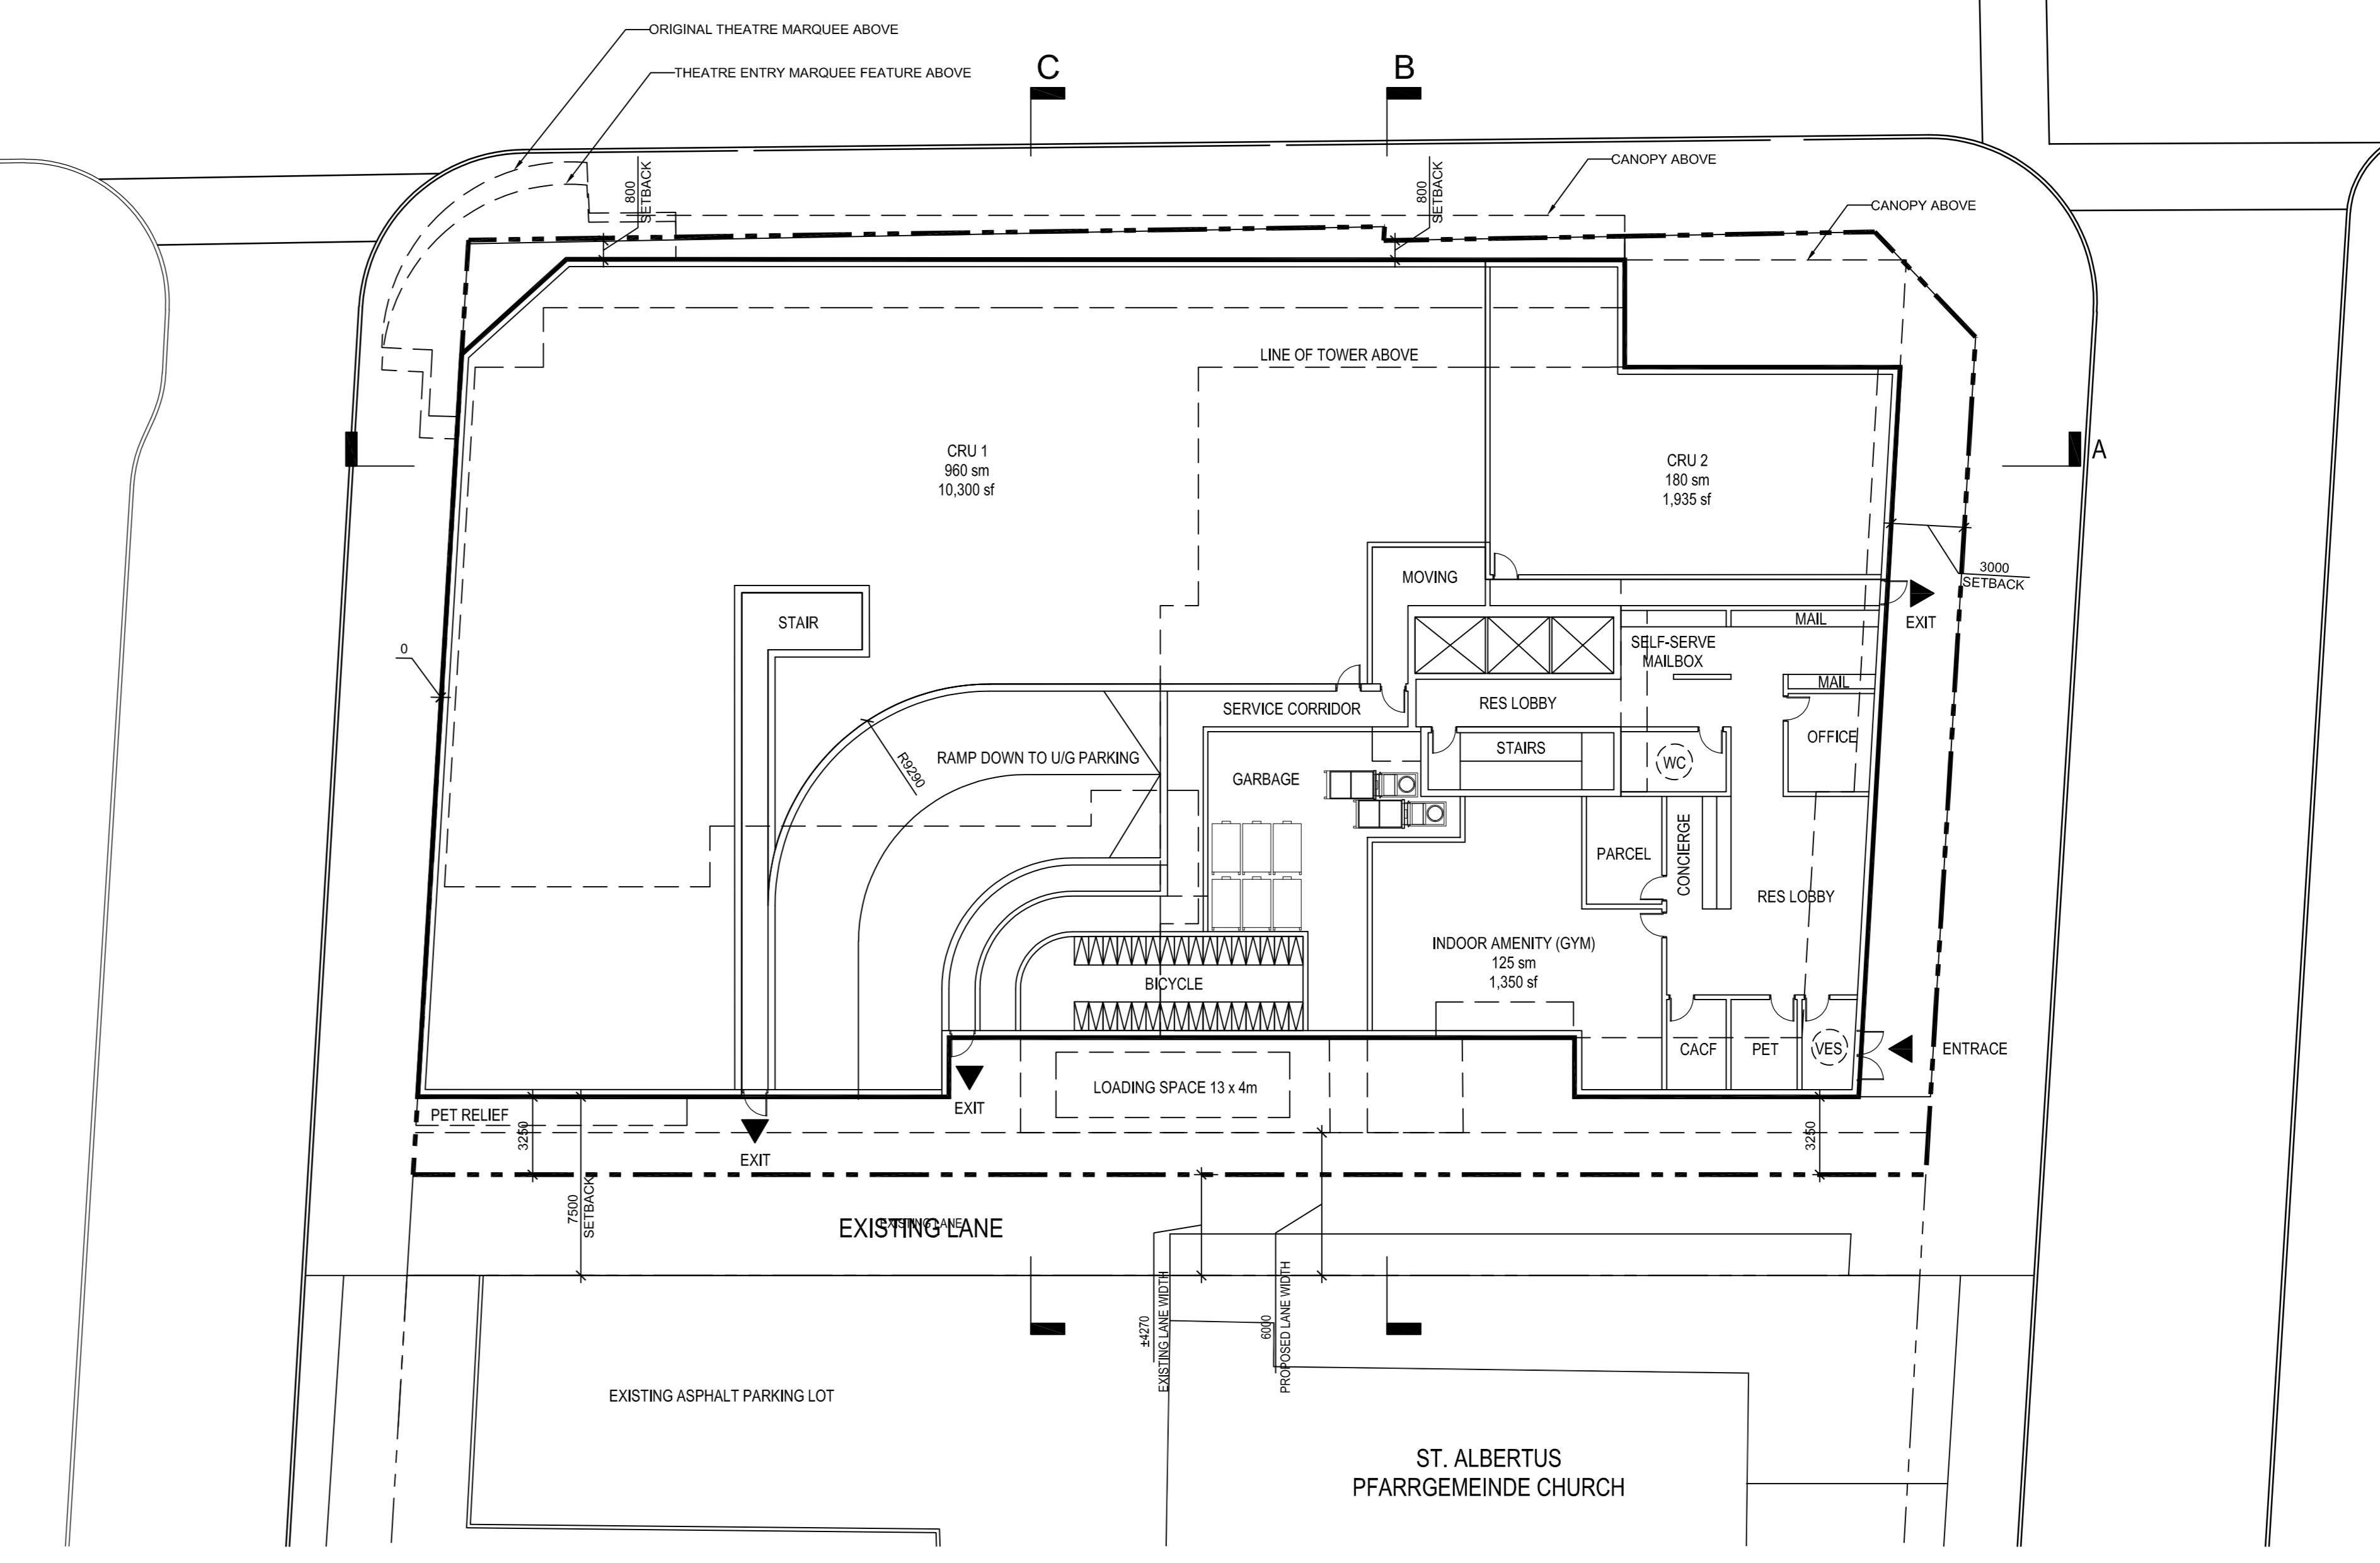 ORIGINAL THEATRE MARQUEE ABOVE
THEATRE ENTRY MARQUEE FEATURE ABOVE
C
B
CANOPY ABOVE
CANOPY ABOVE
800
SETBACK
800
SETBACK
LINE OF TOWER ABOVE
CRU 1
960 sm
10,300 sf
CRU 2
180 sm
1,935 sf
A
3000
SETBACK
MOVING
STAIR
MAIL
EXIT
SELF-SERVE
MAILBOX
0
MAIL
RES LOBBY
SERVICE CORRIDOR
OFFICE
STAIRS
WC
RAMP DOWN TO U/G PARKING
R9290
GARBAGE
PARCEL
CONCIERGE
RES LOBBY
INDOOR AMENITY (GYM)
125 sm
1,350 sf
BICYCLE
CACF
PET
VES
ENTRACE
LOADING SPACE 13 x 4m
EXIT
PET RELIEF
3250
3250
EXIT
7500
SETBACK
EXISTING LANE
EXISTING LANE
±4270
EXISTING LANE WIDTH
6000
PROPOSED LANE WIDTH
EXISTING ASPHALT PARKING LOT
ST. ALBERTUS
PFARRGEMEINDE CHURCH